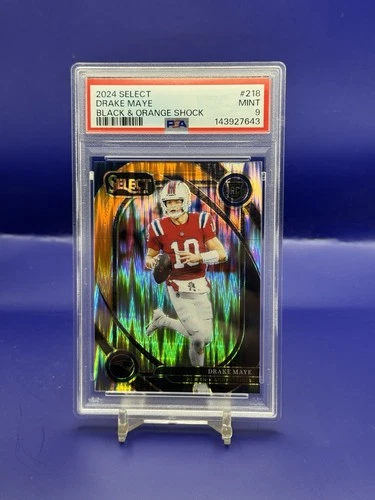 2024 SELECT #218
DRAKE MAYE MINT
BLACK & ORANGE SHOCK 9
PSA 143927643
SELECT
10
DRAKE MAYE